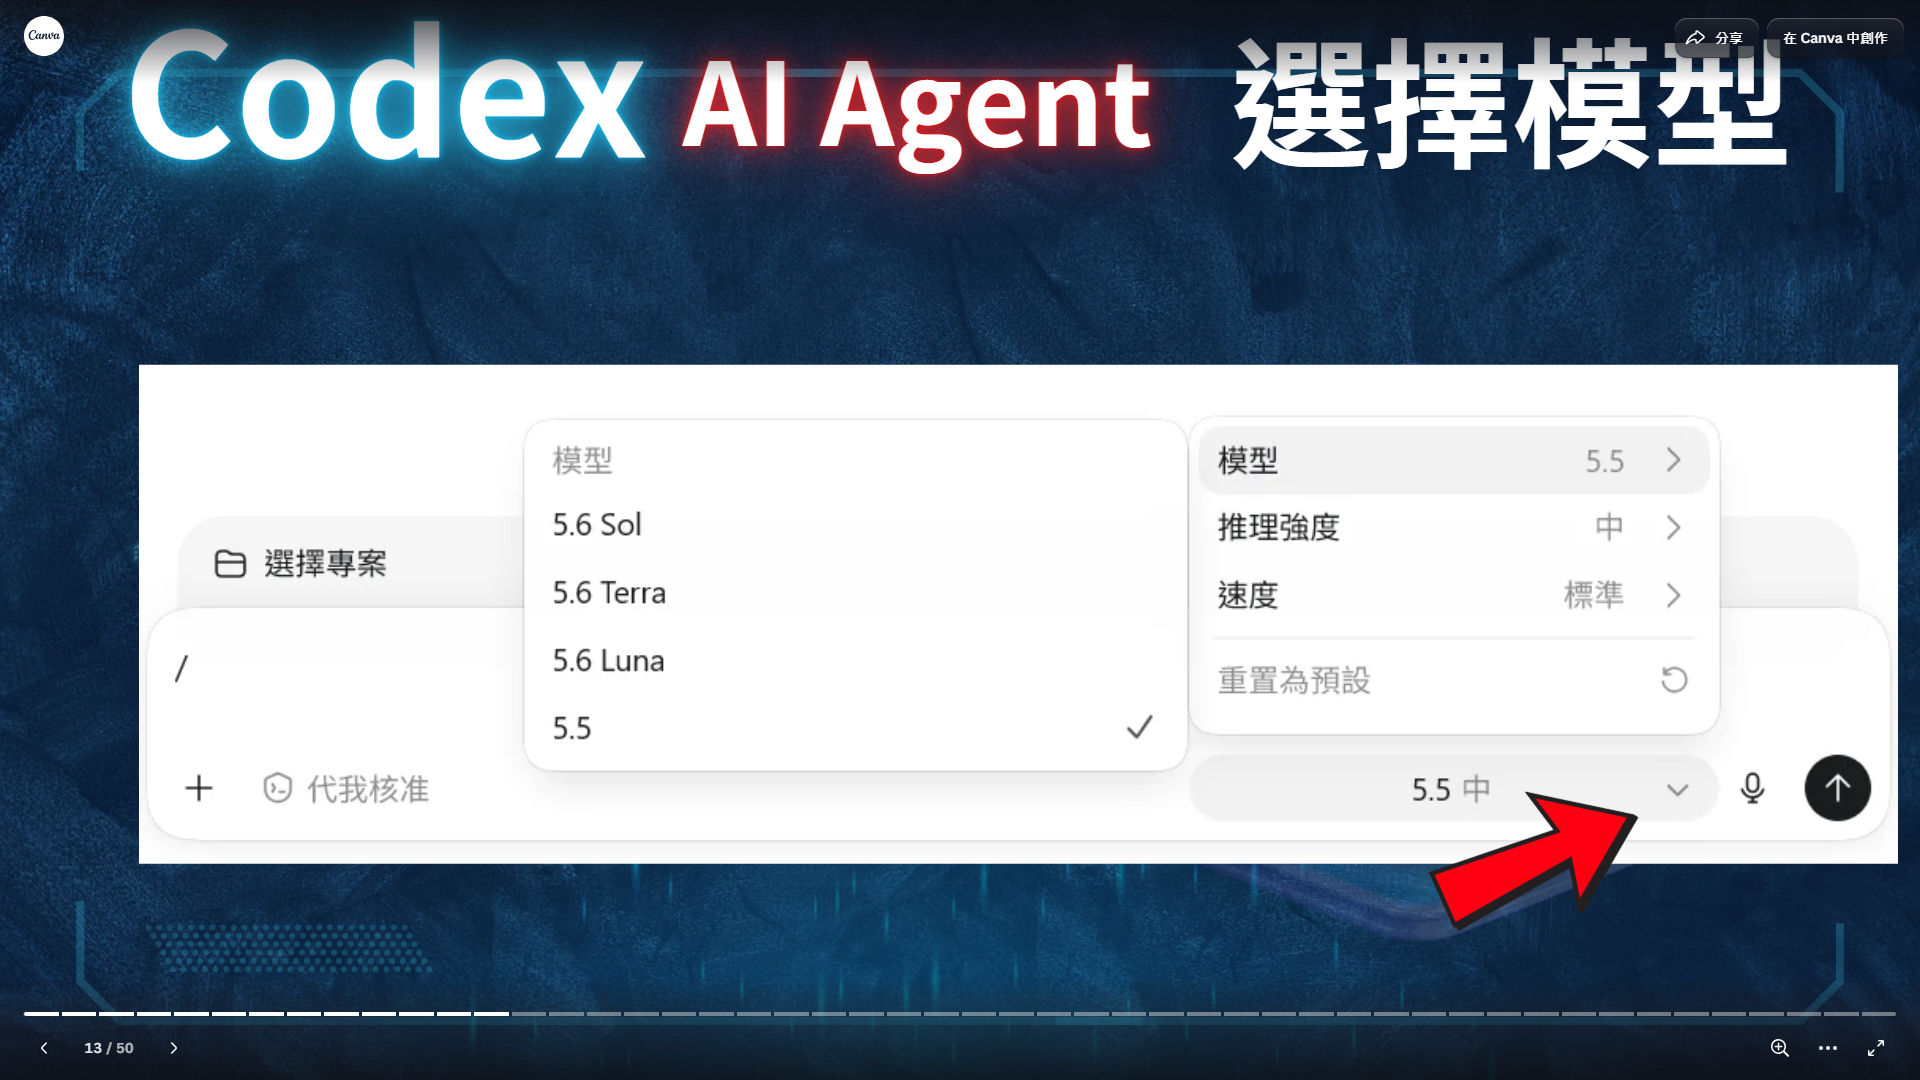 Canva
分享
在 Canva 中創作
Codex AI Agent 選擇模型
模型
5.6 Sol
5.6 Terra
5.6 Luna
5.5
模型 5.5
推理強度 中
速度 標準
重置為預設
選擇專案
/
代我核准
5.5 中
13 / 50